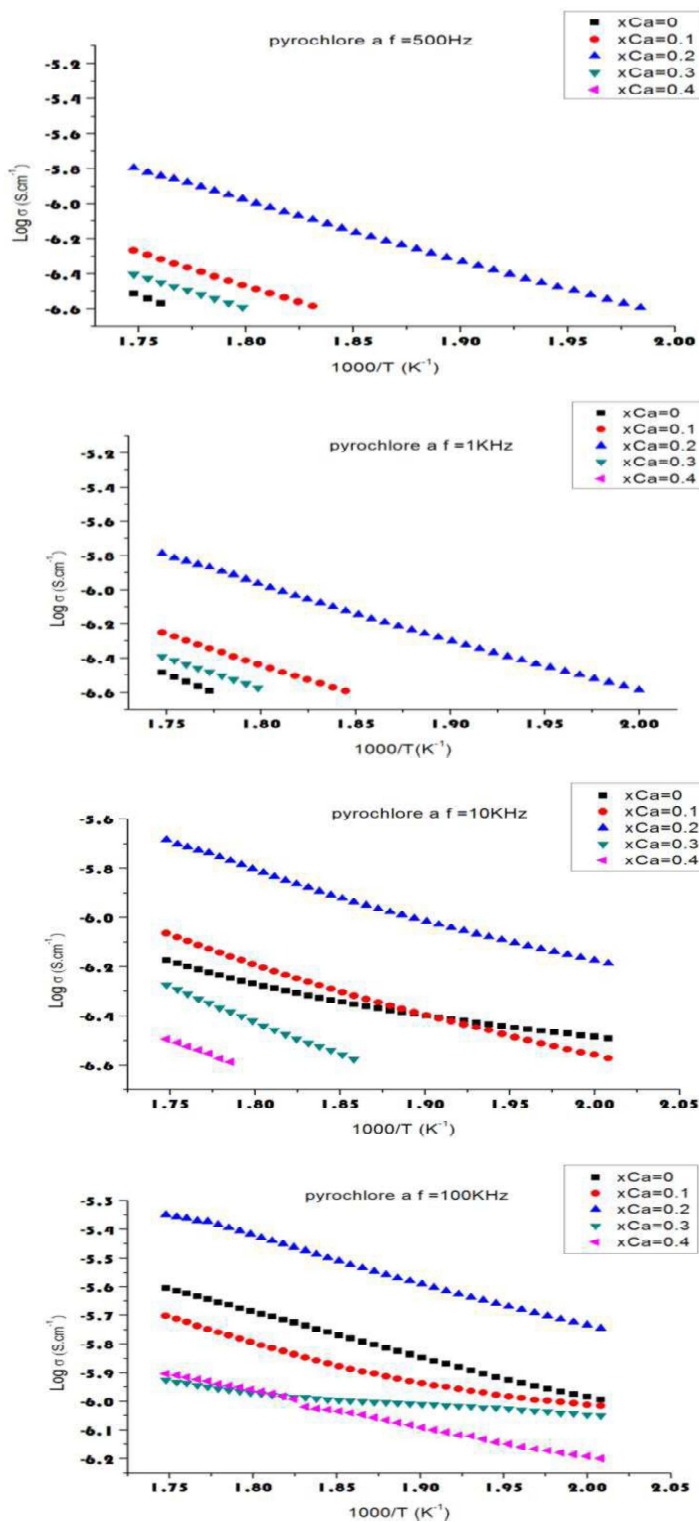 xCa=0
xCa=0.1
xCa=0.2
xCa=0.3
xCa=0.4
pyrochlore a f =500Hz
-5.2
-5.4
-5.6
-5.8
-6.0
-6.2
-6.4
-6.6
Log σ (S.cm⁻¹)
1.75 1.80 1.85 1.90 1.95 2.00
1000/T (K⁻¹)
xCa=0
xCa=0.1
xCa=0.2
xCa=0.3
xCa=0.4
pyrochlore a f =1KHz
-5.2
-5.4
-5.6
-5.8
-6.0
-6.2
-6.4
-6.6
Log σ (S.cm⁻¹)
1.75 1.80 1.85 1.90 1.95 2.00
1000/T(K⁻¹)
xCa=0
xCa=0.1
xCa=0.2
xCa=0.3
xCa=0.4
pyrochlore a f =10KHz
-5.6
-5.8
-6.0
-6.2
-6.4
-6.6
Log σ (S.cm⁻¹)
1.75 1.80 1.85 1.90 1.95 2.00 2.05
1000/T (K⁻¹)
xCa=0
xCa=0.1
xCa=0.2
xCa=0.3
xCa=0.4
pyrochlore a f =100KHz
-5.3
-5.4
-5.5
-5.6
-5.7
-5.8
-5.9
-6.0
-6.1
-6.2
Log σ (S.cm⁻¹)
1.75 1.80 1.85 1.90 1.95 2.00 2.05
1000/T (K⁻¹)